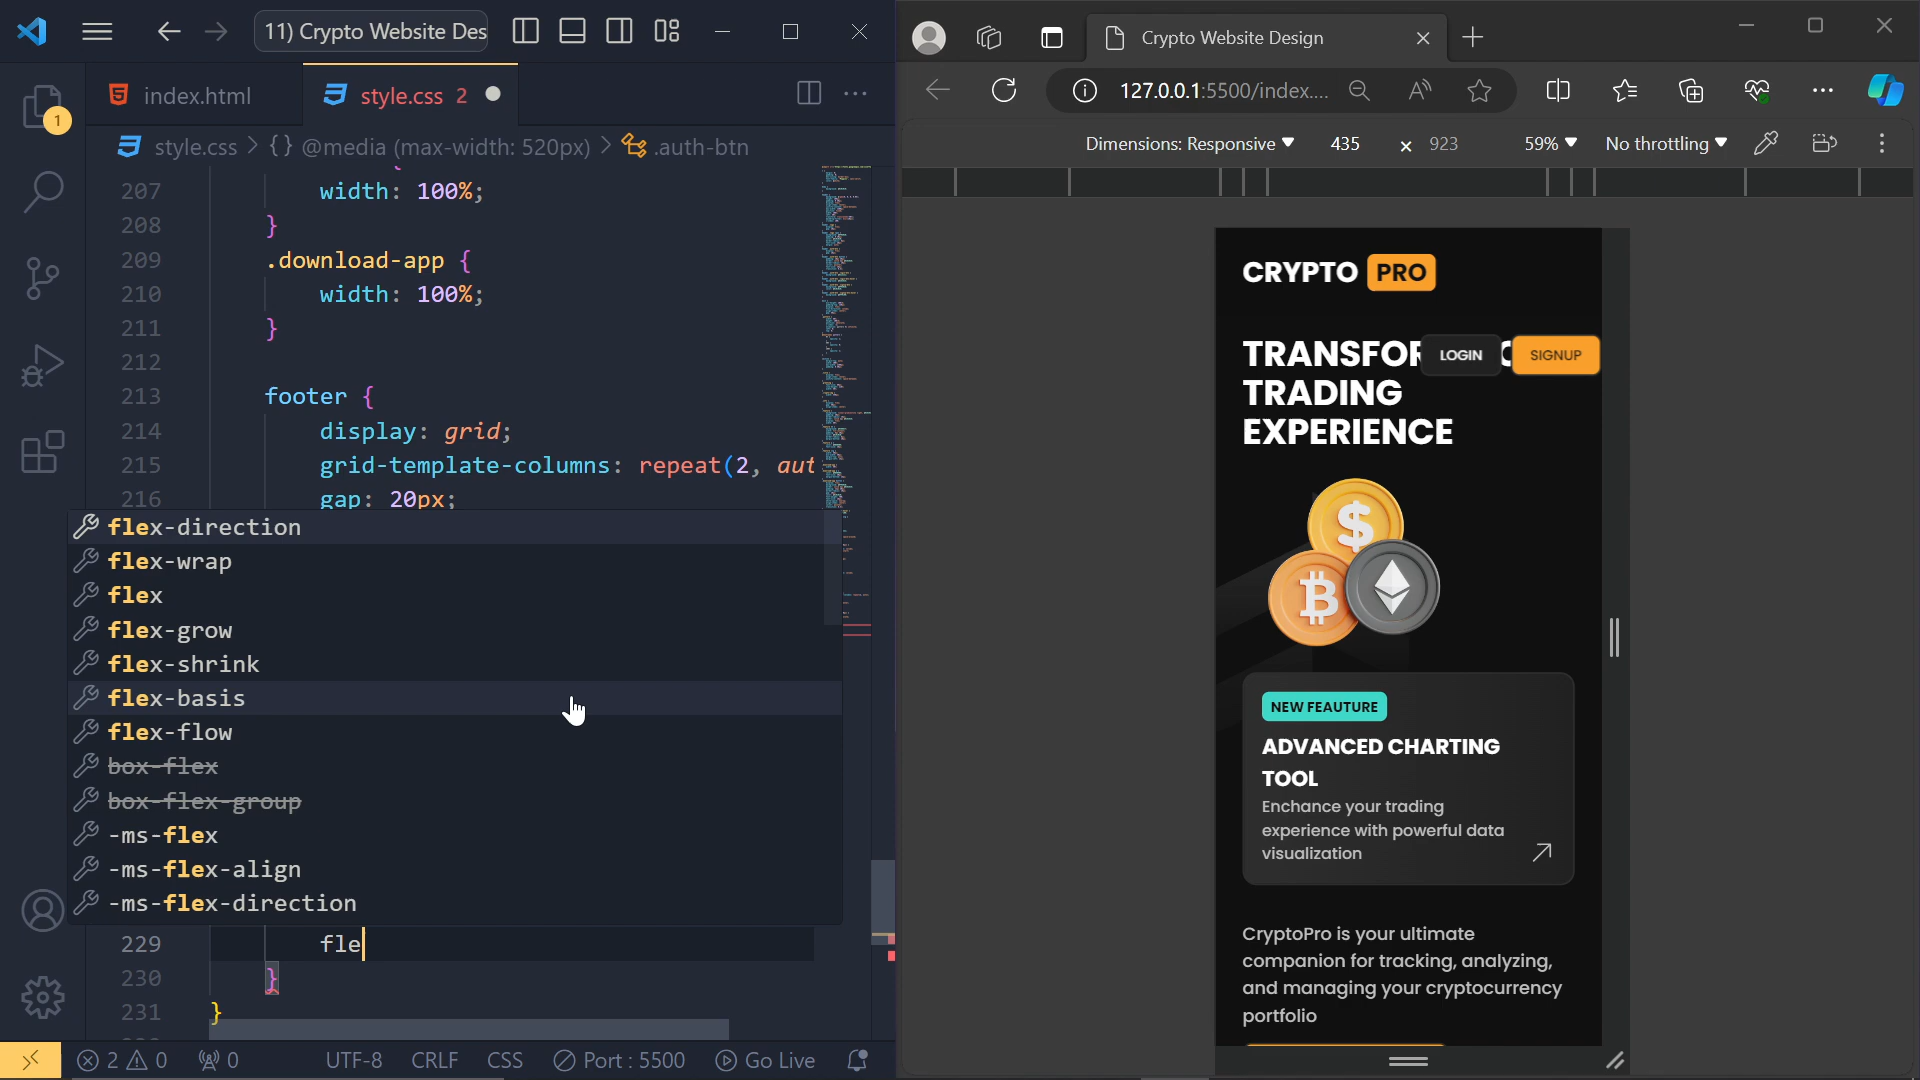 11) Crypto Website Des
index.html
style.css 2
style.css > {} @media (max-width: 520px) > .auth-btn
207 width: 100%;
208 }
209 .download-app {
210 width: 100%;
211 }
212
213 footer {
214 display: grid;
215 grid-template-columns: repeat(2, aut
216 gap: 20px;
flex-direction
flex-wrap
flex
flex-grow
flex-shrink
flex-basis
flex-flow
box-flex
box-flex-group
-ms-flex
-ms-flex-align
-ms-flex-direction
229 fle
230 }
231 }
1
2 0 0 UTF-8 CRLF CSS Port : 5500 Go Live
Crypto Website Design
127.0.0.1:5500/index....
Dimensions: Responsive 435 × 923 59% No throttling
CRYPTO PRO
TRANSFOR
LOGIN SIGNUP
TRADING
EXPERIENCE
NEW FEAUTURE
ADVANCED CHARTING
TOOL
Enchance your trading
experience with powerful data
visualization
CryptoPro is your ultimate
companion for tracking, analyzing,
and managing your cryptocurrency
portfolio